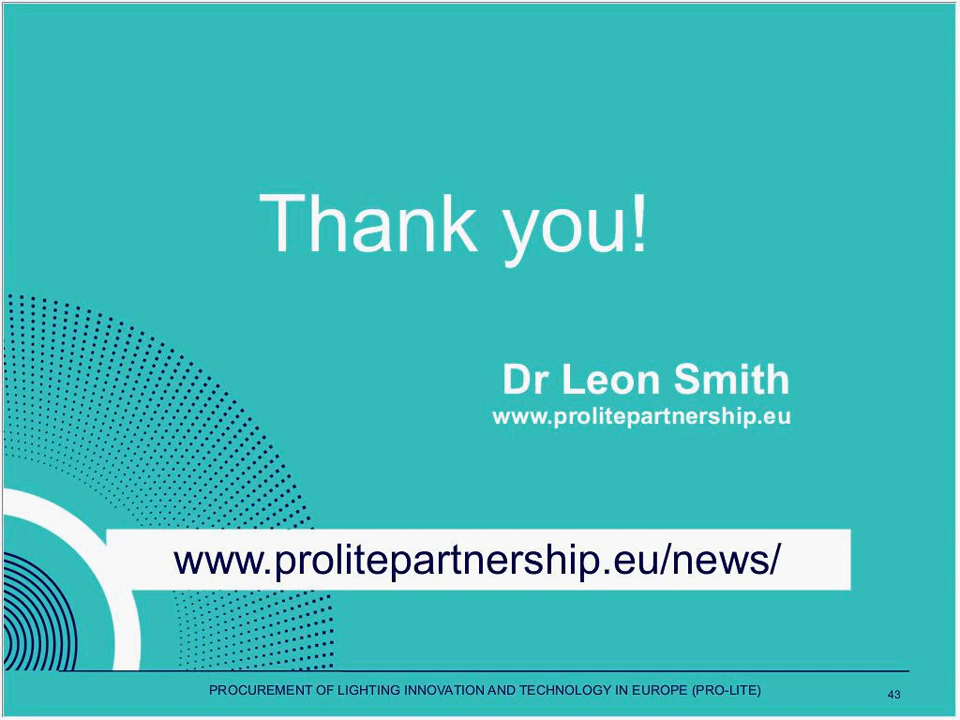 Thank you!
Dr Leon Smith
www.prolitepartnership.eu
www.prolitepartnership.eu/news/
PROCUREMENT OF LIGHTING INNOVATION AND TECHNOLOGY IN EUROPE (PRO-LITE)
43